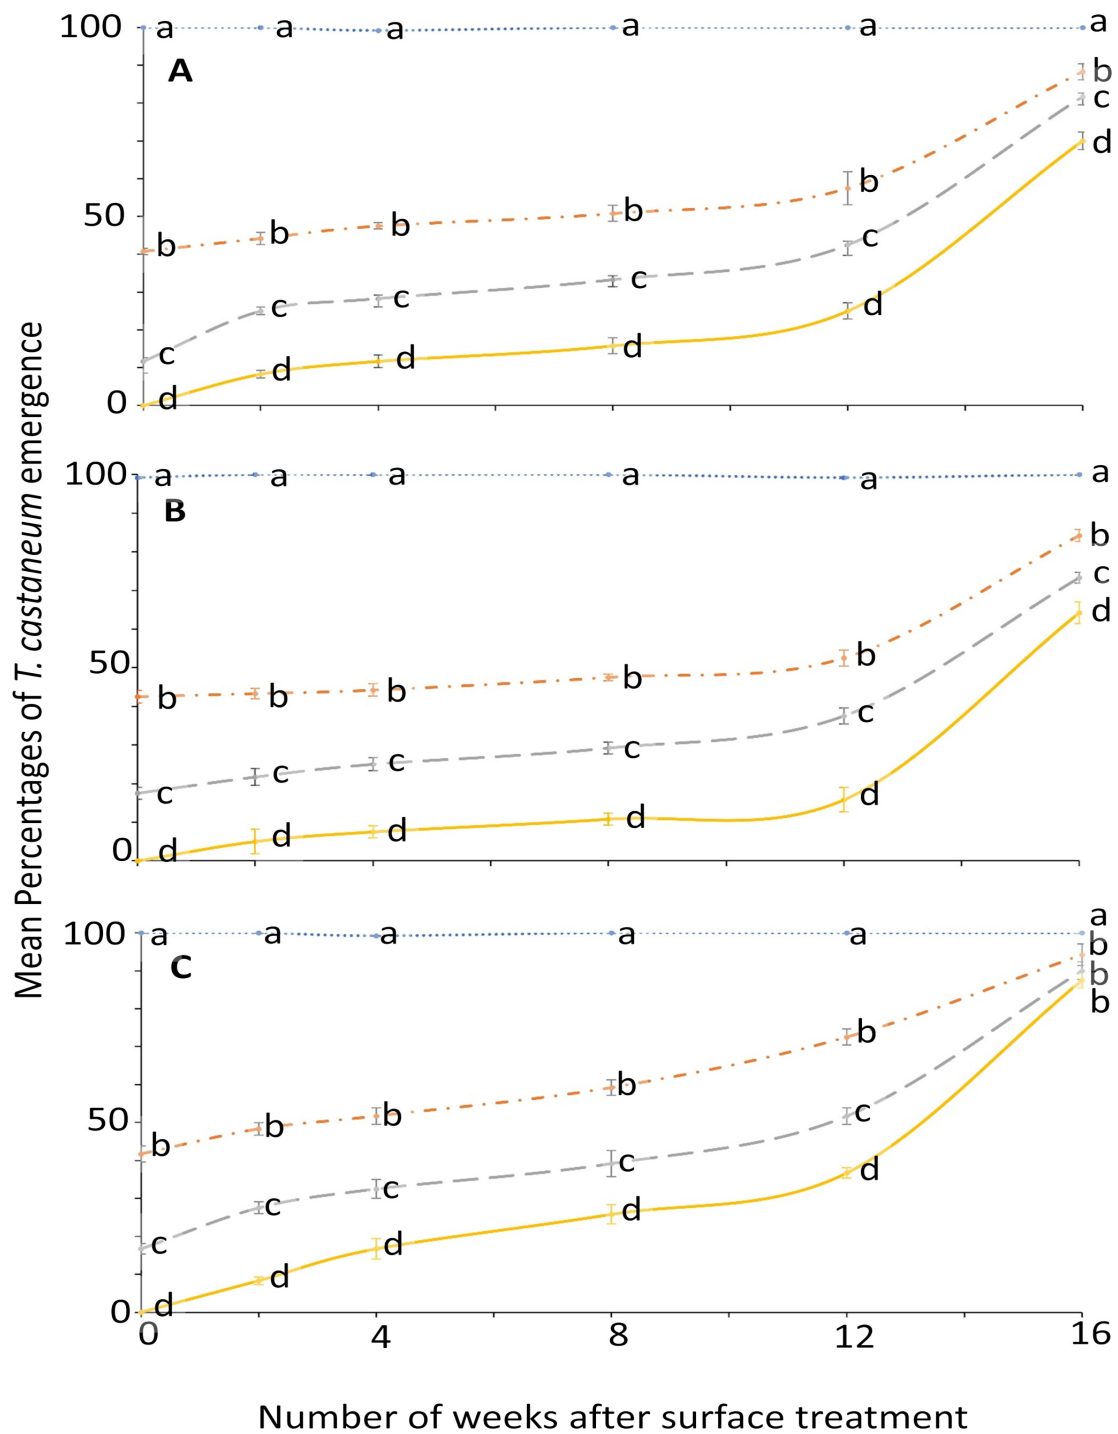 Mean Percentages of T. castaneum emergence
100 a a a a a a
A
b
c
50 b b b b b d
c c c c c
0 d d d d d
100 a a a a a a
B
b
c
50 b b b b b d
c c c c c
0 d d d d d
100 a a a a a a
C
b
b
b
50 b b b b b
c c c c c
0 d d d d d
0 4 8 12 16
Number of weeks after surface treatment